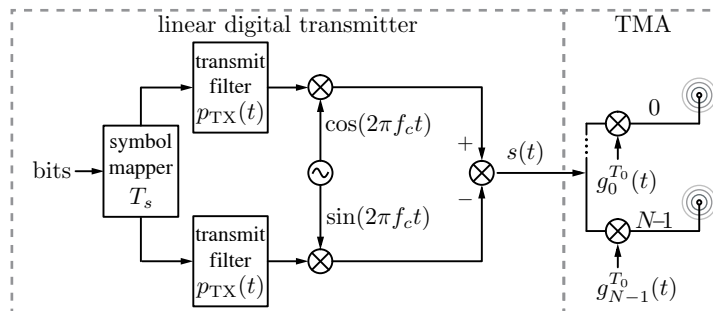 linear digital transmitter
TMA
transmit
filter
p_TX(t)
cos(2πf_c t)
bits
symbol
mapper
T_s
+
−
s(t)
sin(2πf_c t)
transmit
filter
p_TX(t)
0
g_0^{T_0}(t)
N-1
g_{N−1}^{T_0}(t)